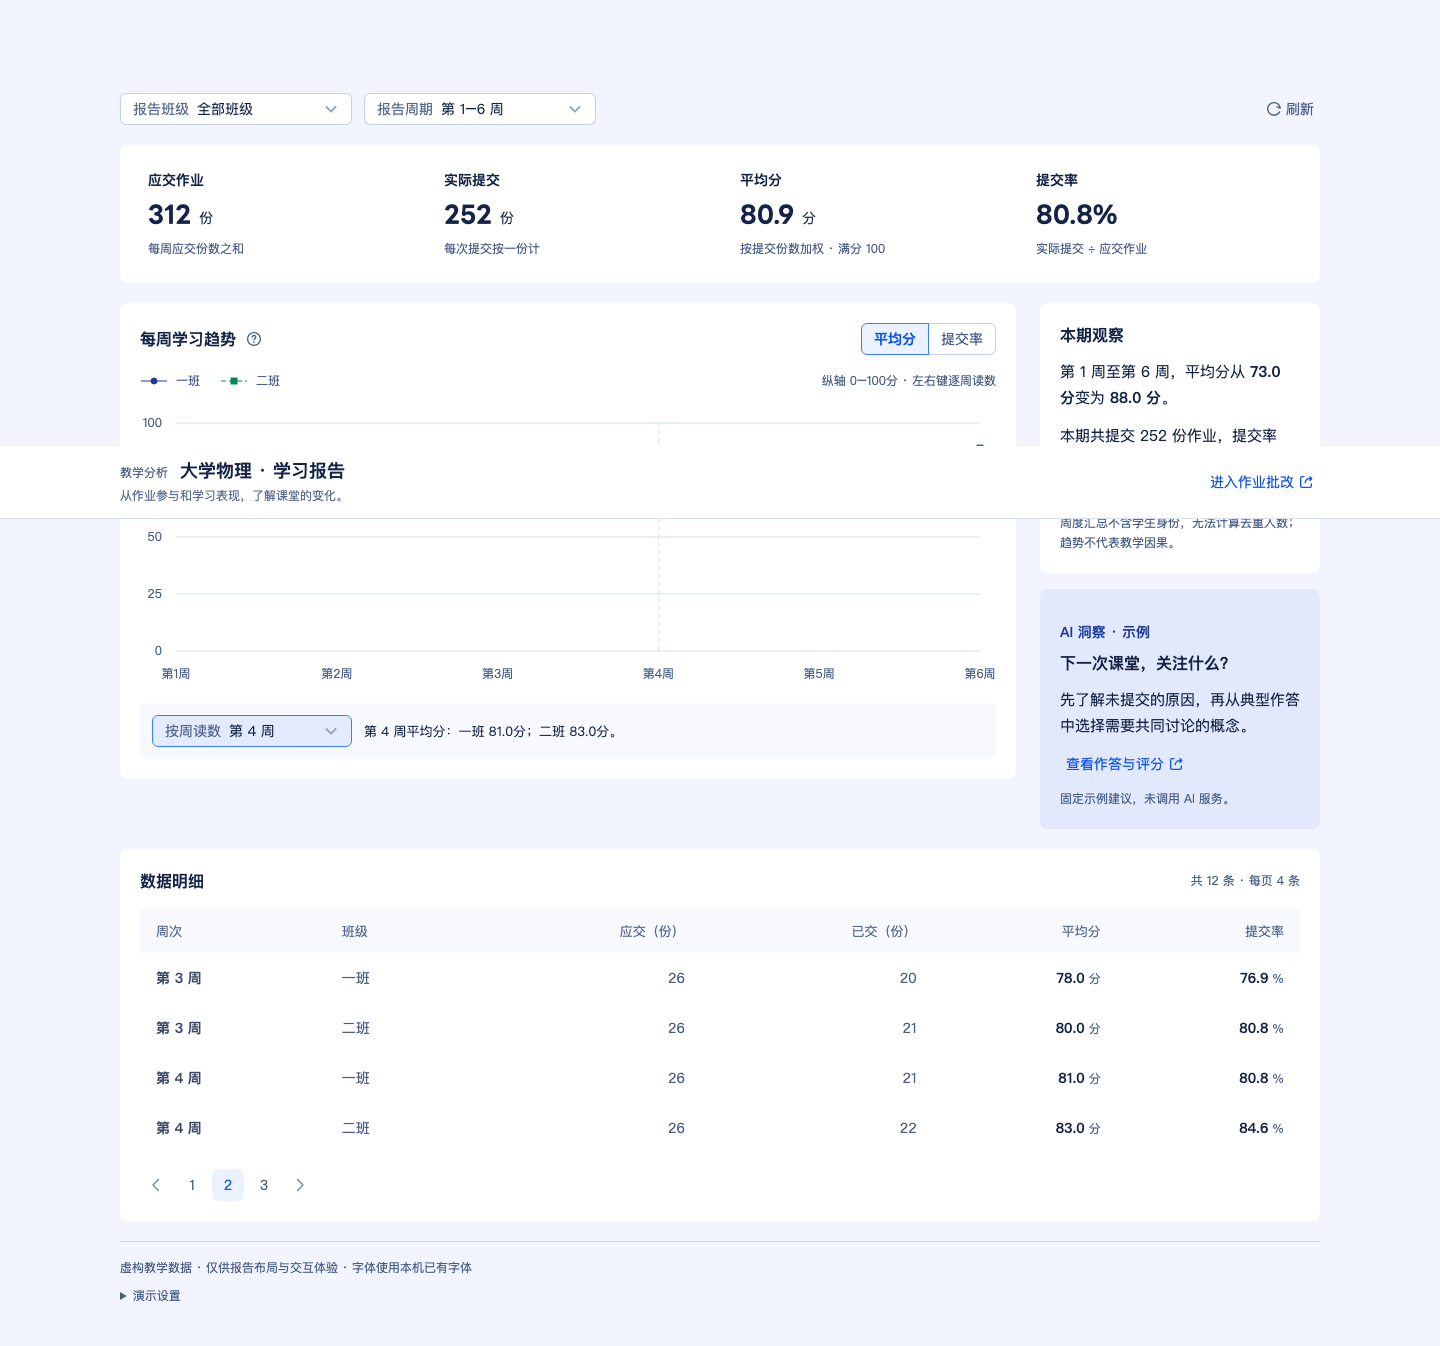 报告班级 全部班级
报告周期 第 1—6 周
刷新
应交作业
312 份
每周应交份数之和
实际提交
252 份
每次提交按一份计
平均分
80.9 分
按提交份数加权 · 满分 100
提交率
80.8%
实际提交 ÷ 应交作业
每周学习趋势
平均分 提交率
一班 二班
纵轴 0—100分 · 左右键逐周读数
100
本期观察
第 1 周至第 6 周，平均分从 73.0
分变为 88.0 分。
本期共提交 252 份作业，提交率
教学分析 大学物理 · 学习报告
从作业参与和学习表现，了解课堂的变化。
进入作业批改
周度汇总不含学生身份，无法计算去重人数；
趋势不代表教学因果。
50
25
0
第1周 第2周 第3周 第4周 第5周 第6周
按周读数 第 4 周
第 4 周平均分：一班 81.0分；二班 83.0分。
AI 洞察 · 示例
下一次课堂，关注什么？
先了解未提交的原因，再从典型作答
中选择需要共同讨论的概念。
查看作答与评分
固定示例建议，未调用 AI 服务。
数据明细
共 12 条 · 每页 4 条
周次 班级 应交（份） 已交（份） 平均分 提交率
第 3 周 一班 26 20 78.0 分 76.9 %
第 3 周 二班 26 21 80.0 分 80.8 %
第 4 周 一班 26 21 81.0 分 80.8 %
第 4 周 二班 26 22 83.0 分 84.6 %
1 2 3
虚构教学数据 · 仅供报告布局与交互体验 · 字体使用本机已有字体
演示设置